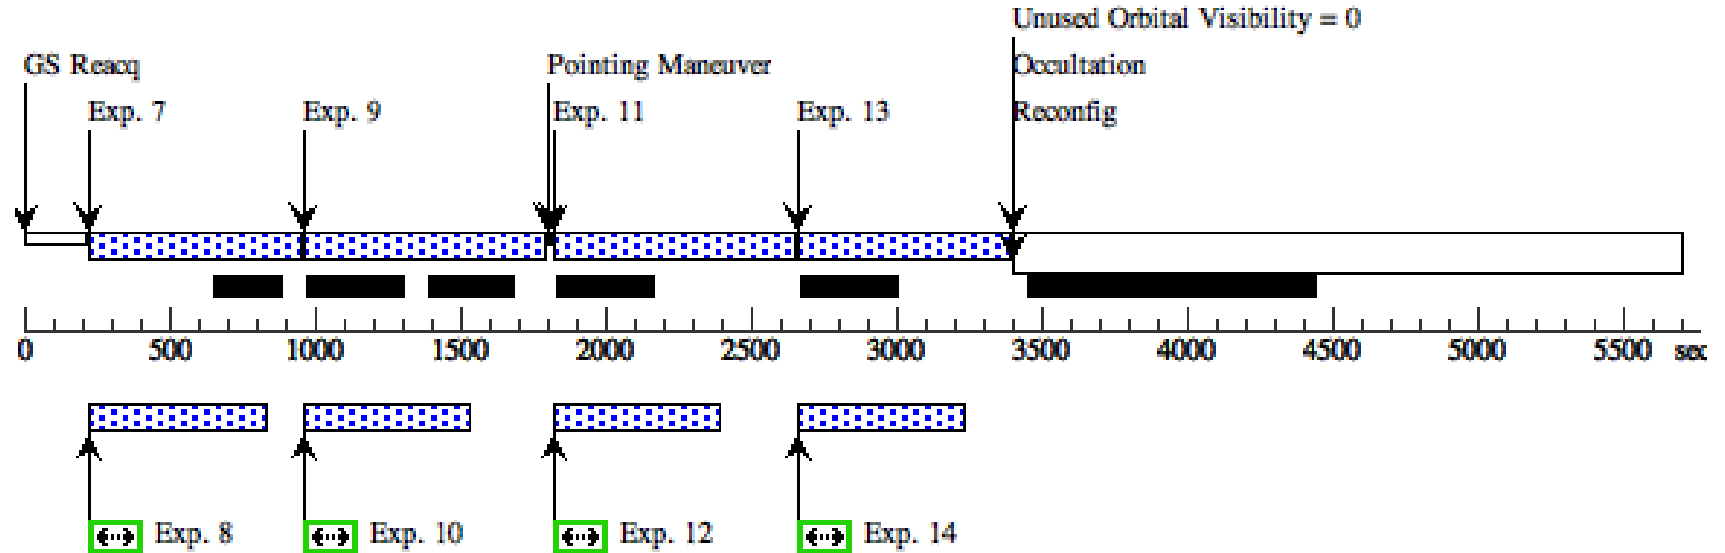 Unused Orbital Visibility = 0
GS Reacq
Pointing Maneuver
Occultation
Exp. 7
Exp. 9
Exp. 11
Exp. 13
Reconfig
0 500 1000 1500 2000 2500 3000 3500 4000 4500 5000 5500 sec
Exp. 8
Exp. 10
Exp. 12
Exp. 14